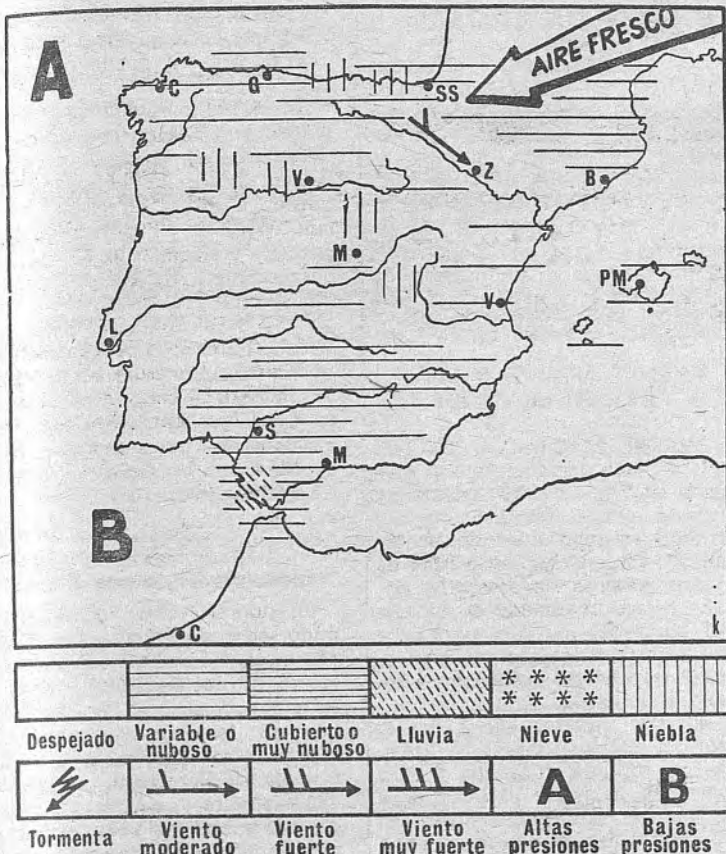 A
AIRE FRESCO
C
G
SS
V
Z
B
M
PM
V
L
S
M
B
C
k
Despejado
Variable o
nuboso
Cubierto o
muy nuboso
Lluvia
Nieve
Niebla
A
B
Tormenta
Viento
moderado
Viento
fuerte
Viento
muy fuerte
Altas
presiones
Bajas
presiones